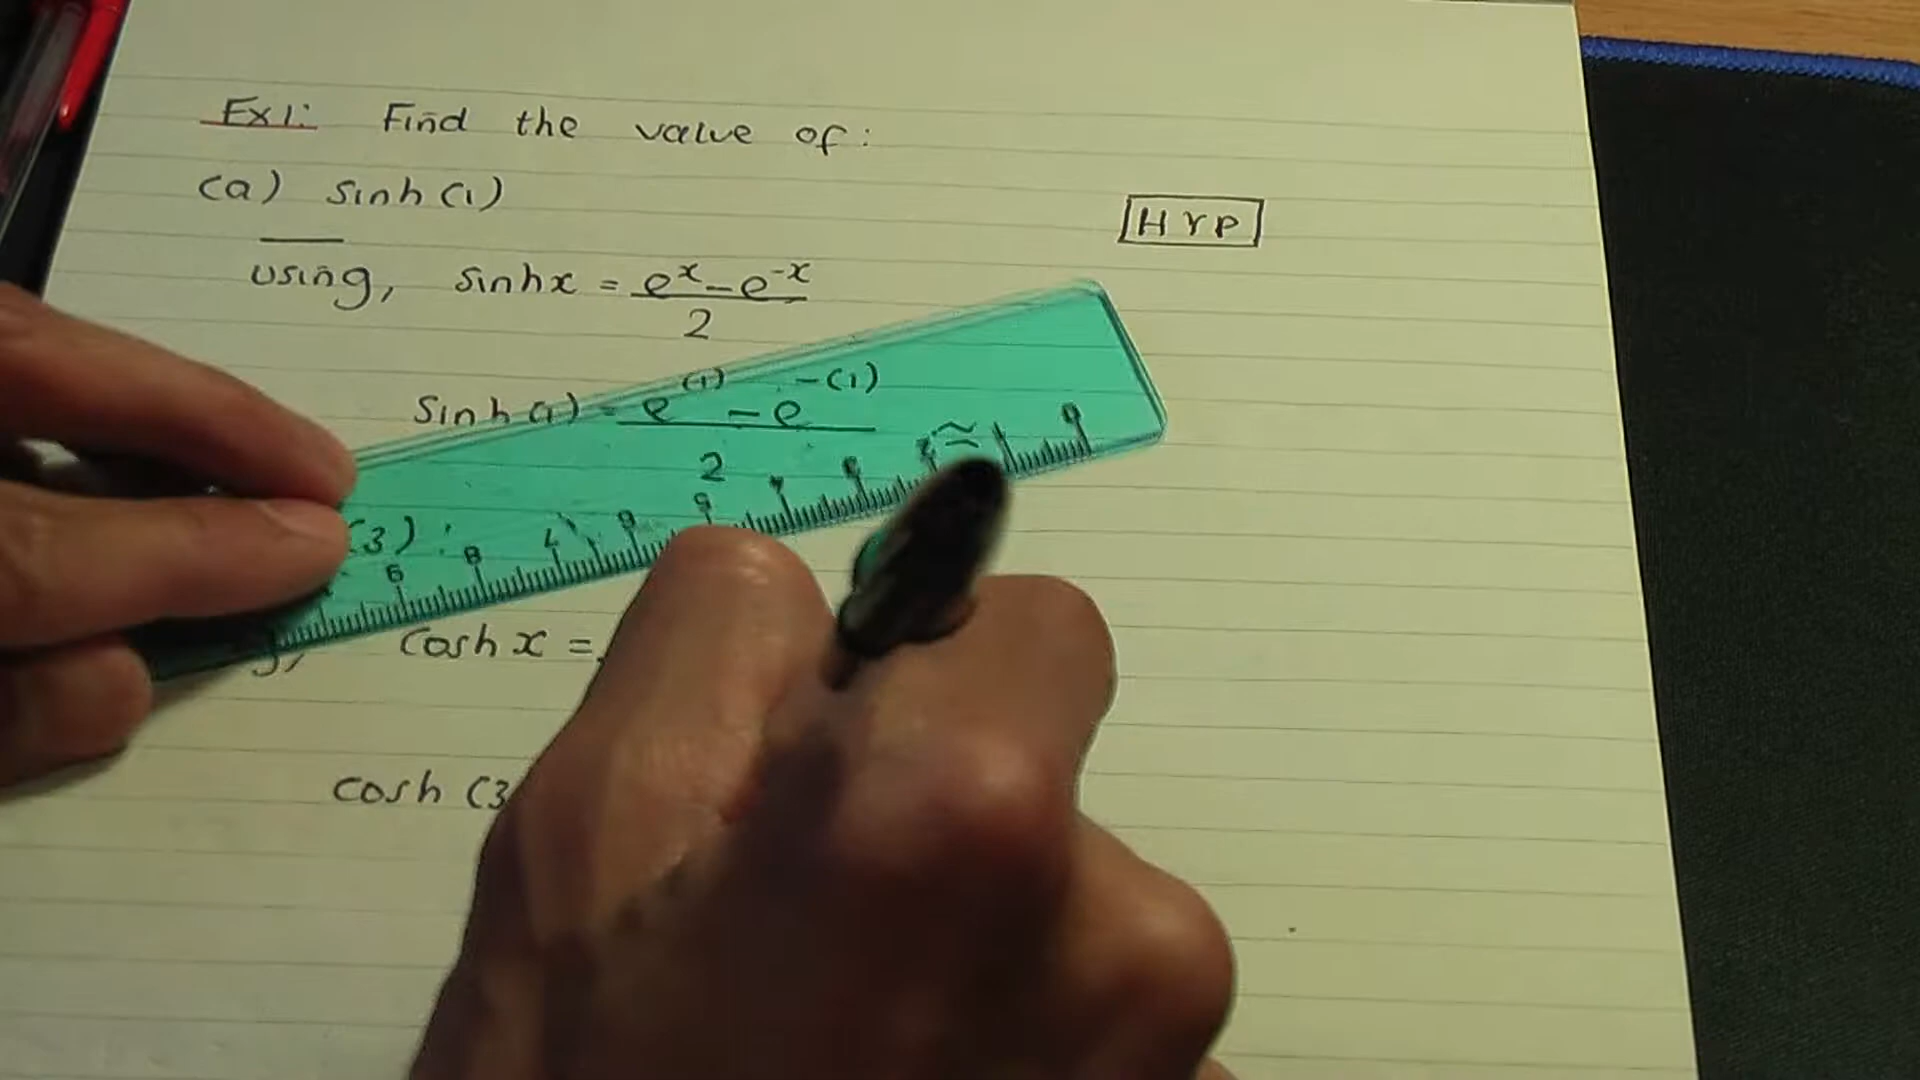 Ex1: Find the value of:
(a) sinh(1)
HYP
using, sinhx = e^x - e^-x / 2
sinh(1) = e^(1) - e^-(1) / 2 ≈
(3):
cosh x =
cosh (3